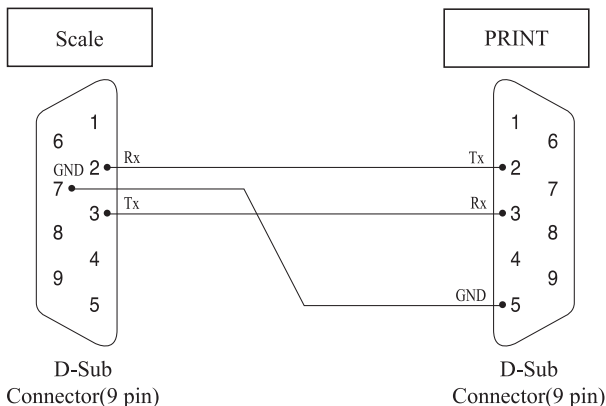 Scale
PRINT
1
6
2
Rx
GND
7
3
Tx
8
4
9
5
1
6
Tx
2
7
Rx
3
8
4
9
GND
5
D-Sub
Connector(9 pin)
D-Sub
Connector(9 pin)